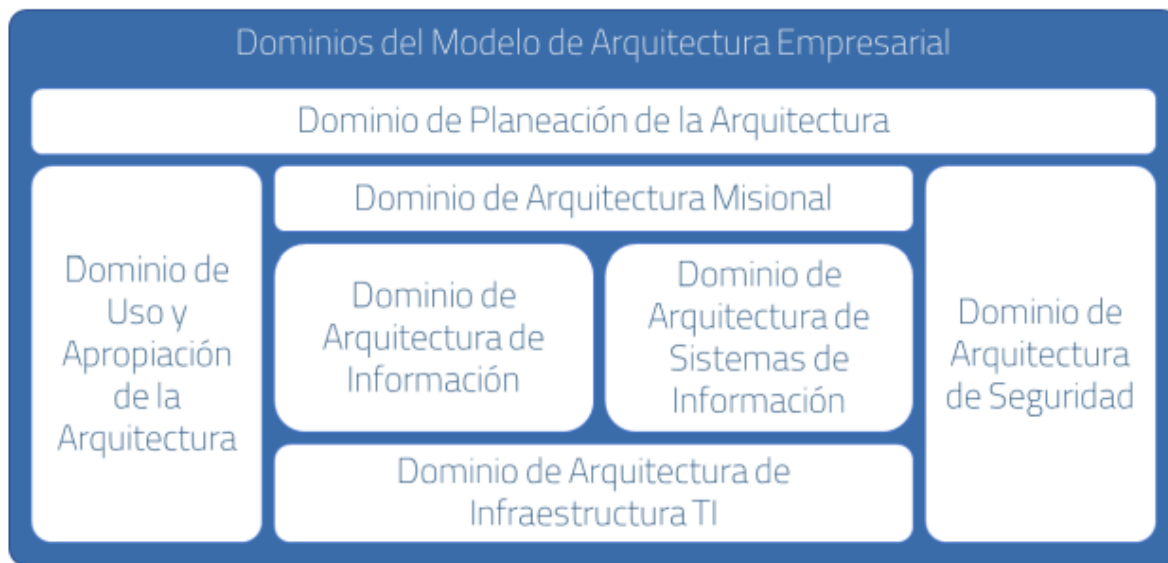 Dominios del Modelo de Arquitectura Empresarial
Dominio de Planeación de la Arquitectura
Dominio de
Uso y
Apropiación
de la
Arquitectura
Dominio de Arquitectura Misional
Dominio de
Arquitectura de
Información
Dominio de
Arquitectura de
Sistemas de
Información
Dominio de Arquitectura de
Infraestructura TI
Dominio de
Arquitectura
de Seguridad